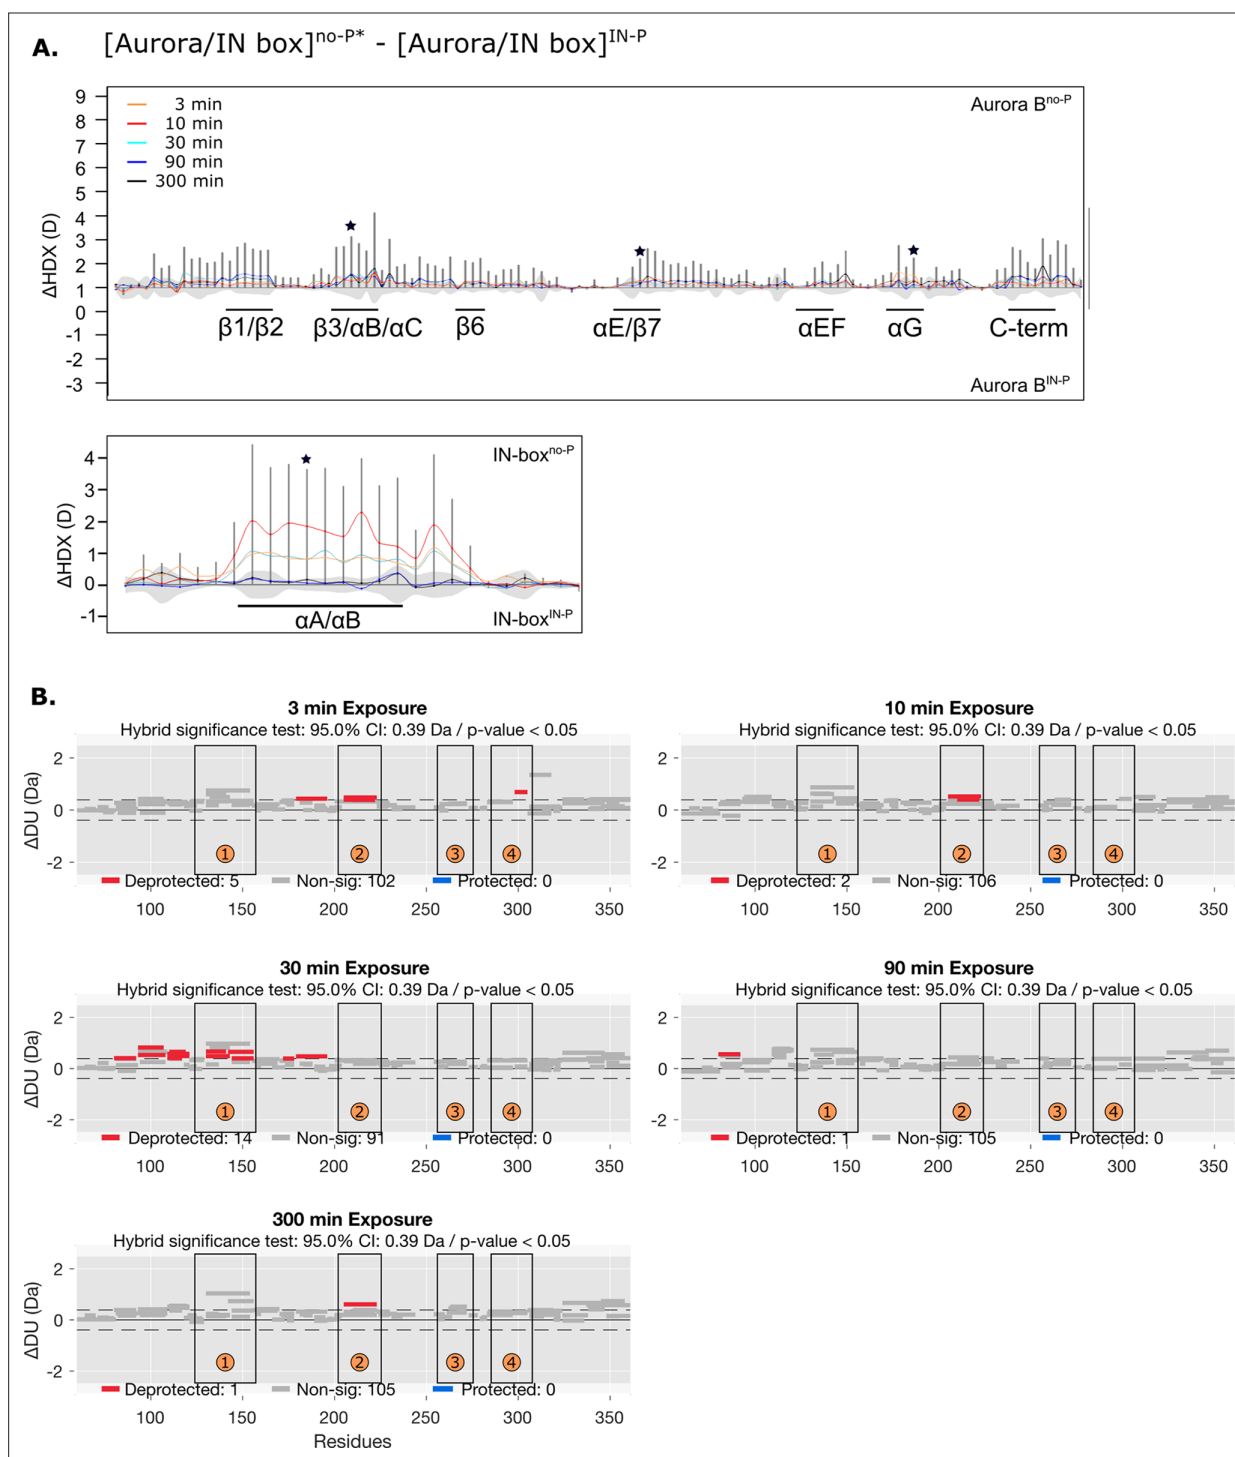 A. [Aurora/IN box]no-P* - [Aurora/IN box]IN-P
9
8
7
6
5
4
3
2
1
0
-1
-2
-3
ΔHDX (D)
3 min
10 min
30 min
90 min
300 min
Aurora Bno-P
β1/β2 β3/αB/αC β6 αE/β7 αEF αG C-term
Aurora BIN-P
4
3
2
1
0
-1
ΔHDX (D)
IN-boxno-P
αA/αB
IN-boxIN-P
B.
3 min Exposure
Hybrid significance test: 95.0% CI: 0.39 Da / p-value < 0.05
ΔDU (Da)
2
0
-2
1 2 3 4
Deprotected: 5 Non-sig: 102 Protected: 0
100 150 200 250 300 350
10 min Exposure
Hybrid significance test: 95.0% CI: 0.39 Da / p-value < 0.05
2
0
-2
1 2 3 4
Deprotected: 2 Non-sig: 106 Protected: 0
100 150 200 250 300 350
30 min Exposure
Hybrid significance test: 95.0% CI: 0.39 Da / p-value < 0.05
ΔDU (Da)
2
0
-2
1 2 3 4
Deprotected: 14 Non-sig: 91 Protected: 0
100 150 200 250 300 350
90 min Exposure
Hybrid significance test: 95.0% CI: 0.39 Da / p-value < 0.05
2
0
-2
1 2 3 4
Deprotected: 1 Non-sig: 105 Protected: 0
100 150 200 250 300 350
300 min Exposure
Hybrid significance test: 95.0% CI: 0.39 Da / p-value < 0.05
ΔDU (Da)
2
0
-2
1 2 3 4
Deprotected: 1 Non-sig: 105 Protected: 0
100 150 200 250 300 350
Residues